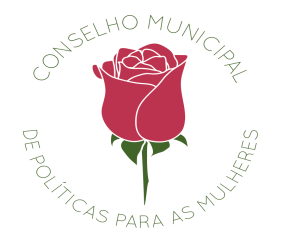 CONSELHO MUNICIPAL
DE POLÍTICAS PARA AS MULHERES